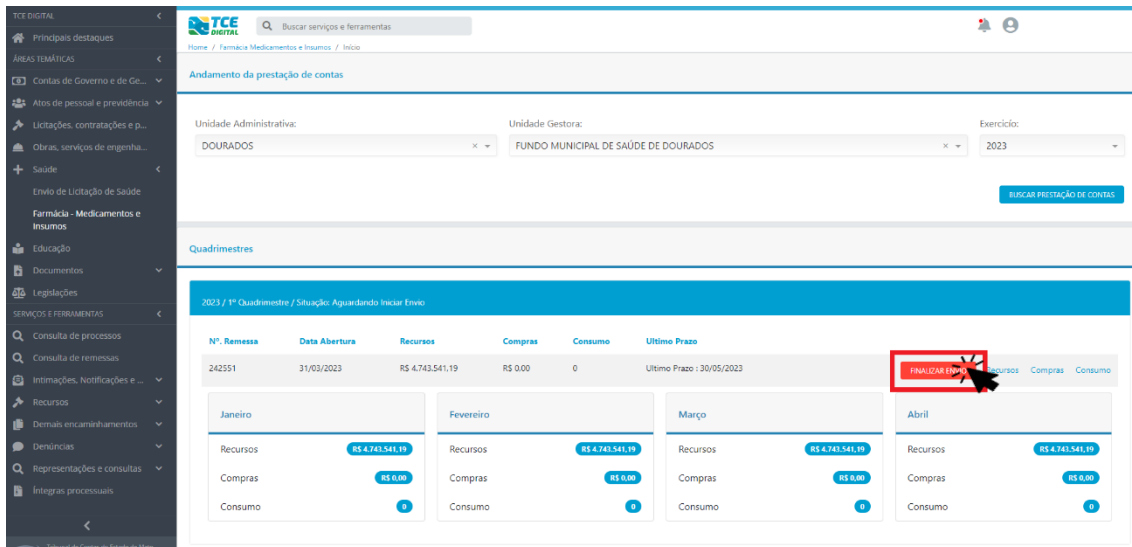 TCE DIGITAL
Principais destaques
ÁREAS TEMÁTICAS
Contas de Governo e de Ge...
Atos de pessoal e previdência
Licitações, contratações e p...
Obras, serviços de engenha...
Saúde
Envio de Licitação de Saúde
Farmácia - Medicamentos e
Insumos
Educação
Documentos
Legislações
SERVIÇOS E FERRAMENTAS
Consulta de processos
Consulta de remessas
Intimações, Notificações e ...
Recursos
Demais encaminhamentos
Denúncias
Representações e consultas
Íntegras processuais
Tribunal de Contas do Estado de Mato
TCE
DIGITAL
Buscar serviços e ferramentas
Home / Farmácia Medicamentos e Insumos / Início
Andamento da prestação de contas
Unidade Administrativa: Unidade Gestora: Exercício:
DOURADOS × FUNDO MUNICIPAL DE SAÚDE DE DOURADOS × 2023
BUSCAR PRESTAÇÃO DE CONTAS
Quadrimestres
2023 / 1º Quadrimestre / Situação: Aguardando Iniciar Envio
Nº. Remessa Data Abertura Recursos Compras Consumo Ultimo Prazo
242551 31/03/2023 R$ 4.743.541,19 R$ 0,00 0 Ultimo Prazo : 30/05/2023 FINALIZAR Recursos Compras Consumo
Janeiro Fevereiro Março Abril
Recursos R$ 4.743.541,19 Recursos R$ 4.743.541,19 Recursos R$ 4.743.541,19 Recursos R$ 4.743.541,19
Compras R$ 0,00 Compras R$ 0,00 Compras R$ 0,00 Compras R$ 0,00
Consumo 0 Consumo 0 Consumo 0 Consumo 0